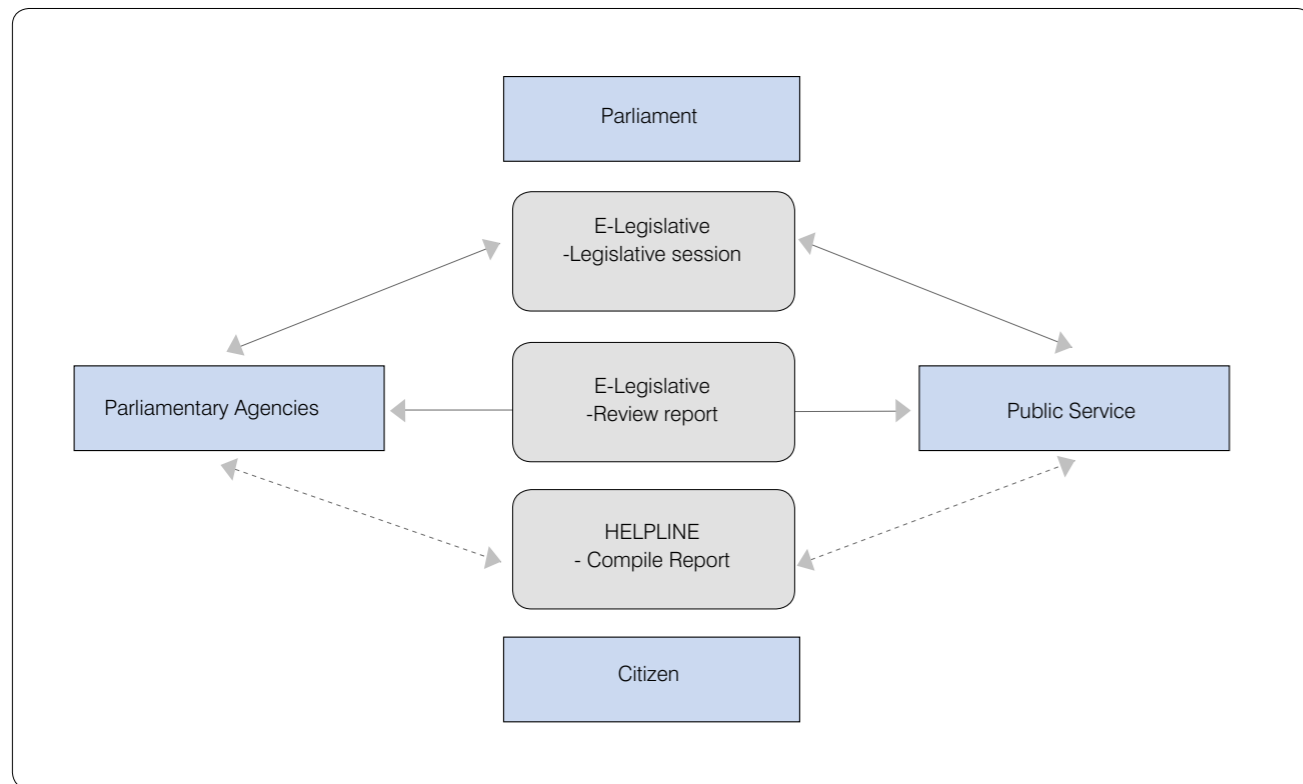 Parliament
E-Legislative
-Legislative session
Parliamentary Agencies
E-Legislative
-Review report
Public Service
HELPLINE
- Compile Report
Citizen